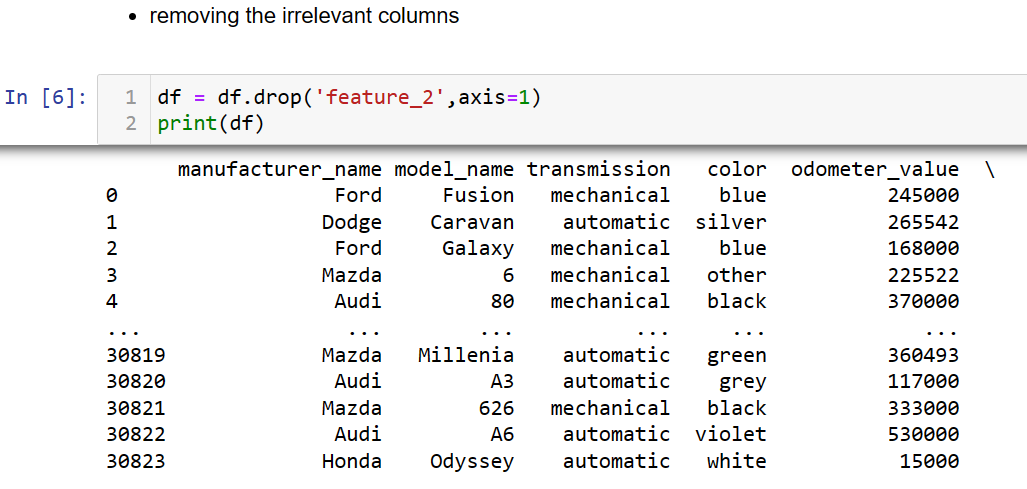 • removing the irrelevant columns
In [6]:
1 df = df.drop('feature_2',axis=1)
2 print(df)
manufacturer_name model_name transmission color odometer_value \
0 Ford Fusion mechanical blue 245000
1 Dodge Caravan automatic silver 265542
2 Ford Galaxy mechanical blue 168000
3 Mazda 6 mechanical other 225522
4 Audi 80 mechanical black 370000
... ... ... ... ... ...
30819 Mazda Millenia automatic green 360493
30820 Audi A3 automatic grey 117000
30821 Mazda 626 mechanical black 333000
30822 Audi A6 automatic violet 530000
30823 Honda Odyssey automatic white 15000